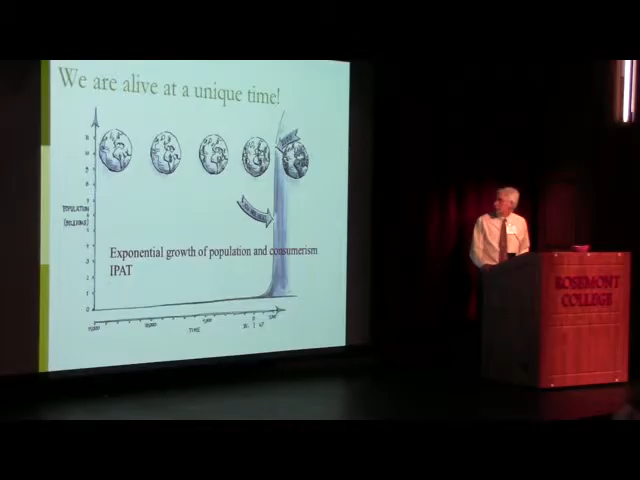 We are alive at a unique time!
POPULATION
(BILLIONS)
Exponential growth of population and consumerism
IPAT
TIME
ROSEMONT
COLLEGE